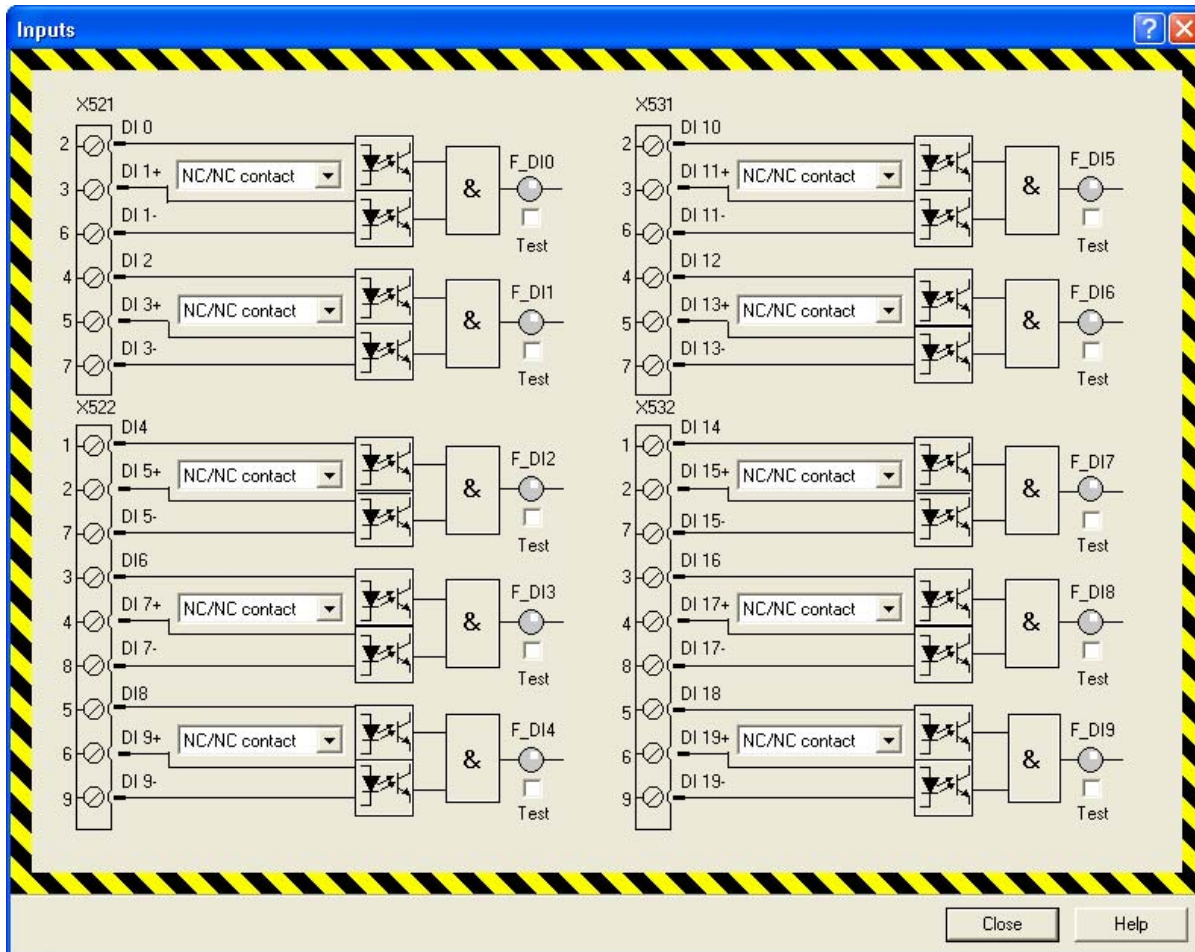 Inputs
X521
2 DI 0
3 DI 1+ NC/NC contact & F_DI0
6 DI 1-
Test
4 DI 2
5 DI 3+ NC/NC contact & F_DI1
7 DI 3-
Test
X522
1 DI4
2 DI 5+ NC/NC contact & F_DI2
7 DI 5-
Test
3 DI6
4 DI 7+ NC/NC contact & F_DI3
8 DI 7-
Test
5 DI8
6 DI 9+ NC/NC contact & F_DI4
9 DI 9-
Test
X531
2 DI 10
3 DI 11+ NC/NC contact & F_DI5
6 DI 11-
Test
4 DI 12
5 DI 13+ NC/NC contact & F_DI6
7 DI 13-
Test
X532
1 DI 14
2 DI 15+ NC/NC contact & F_DI7
7 DI 15-
Test
3 DI 16
4 DI 17+ NC/NC contact & F_DI8
8 DI 17-
Test
5 DI 18
6 DI 19+ NC/NC contact & F_DI9
9 DI 19-
Test
Close Help